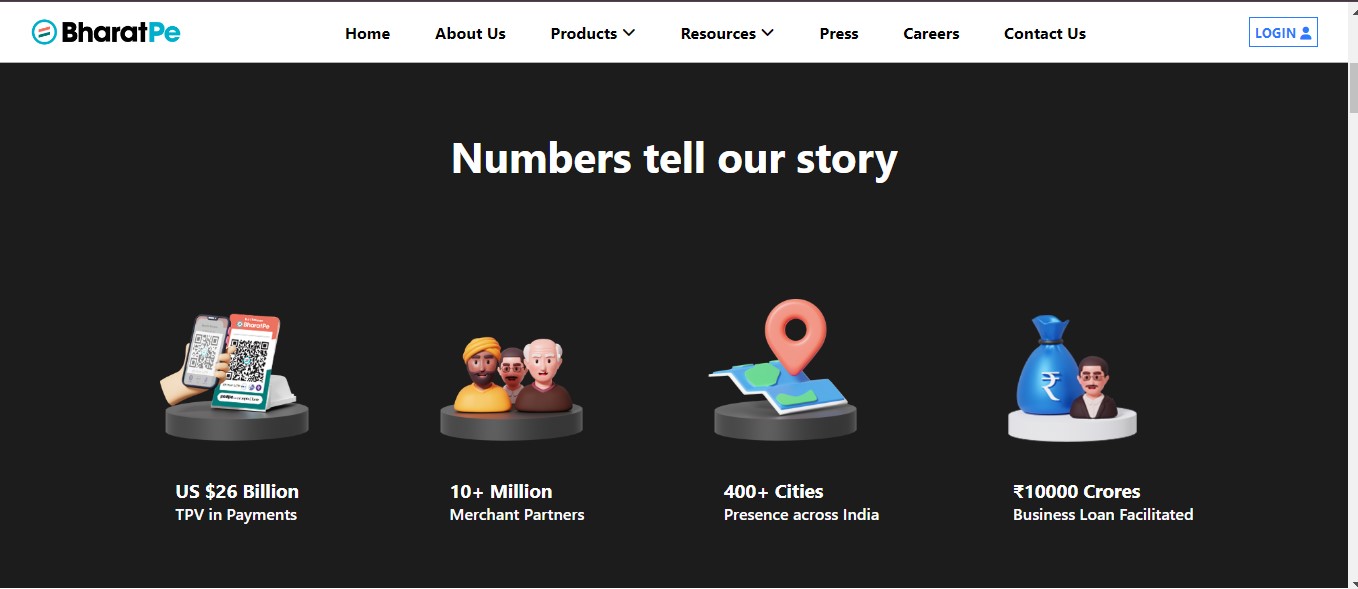 BharatPe
Home
About Us
Products
Resources
Press
Careers
Contact Us
LOGIN
Numbers tell our story
BharatPe
₹
US $26 Billion
TPV in Payments
10+ Million
Merchant Partners
400+ Cities
Presence across India
₹10000 Crores
Business Loan Facilitated